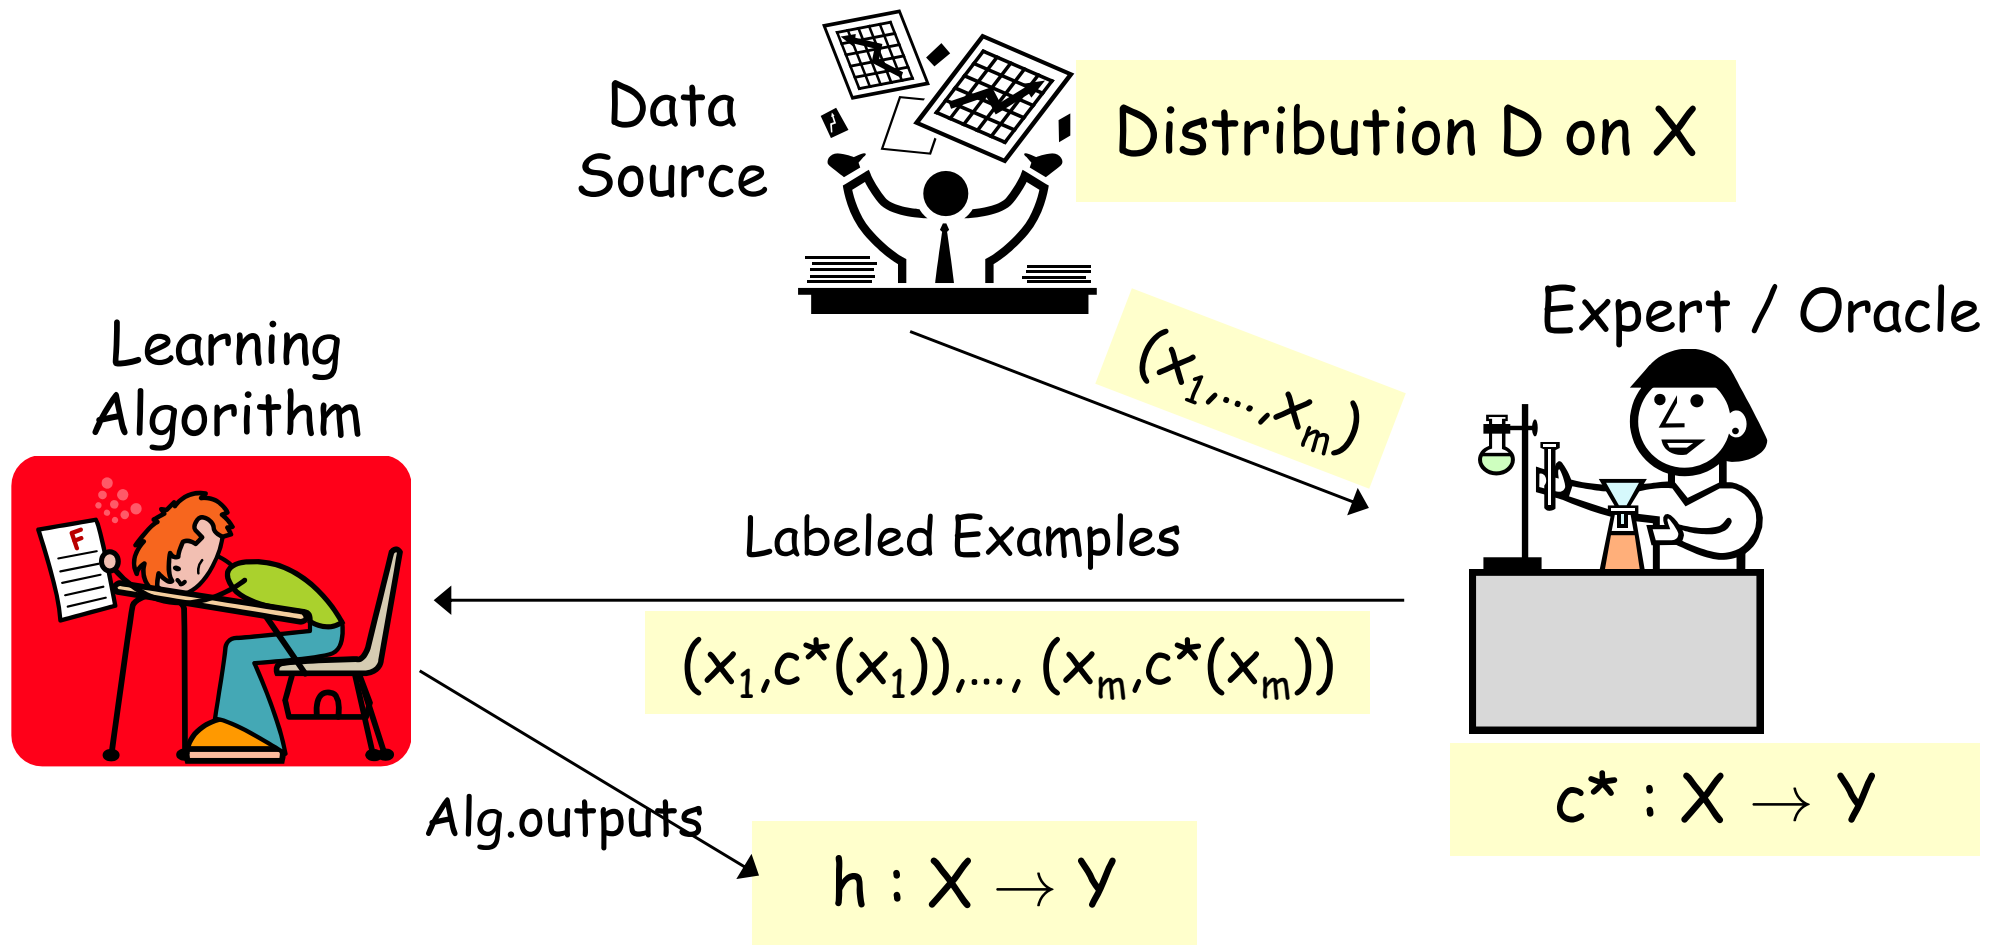 Data
Source
Distribution D on X
Expert / Oracle
(x₁,...,xₘ)
Learning
Algorithm
F
Labeled Examples
(x₁,c*(x₁)),..., (xₘ,c*(xₘ))
c* : X → Y
Alg.outputs
h : X → Y